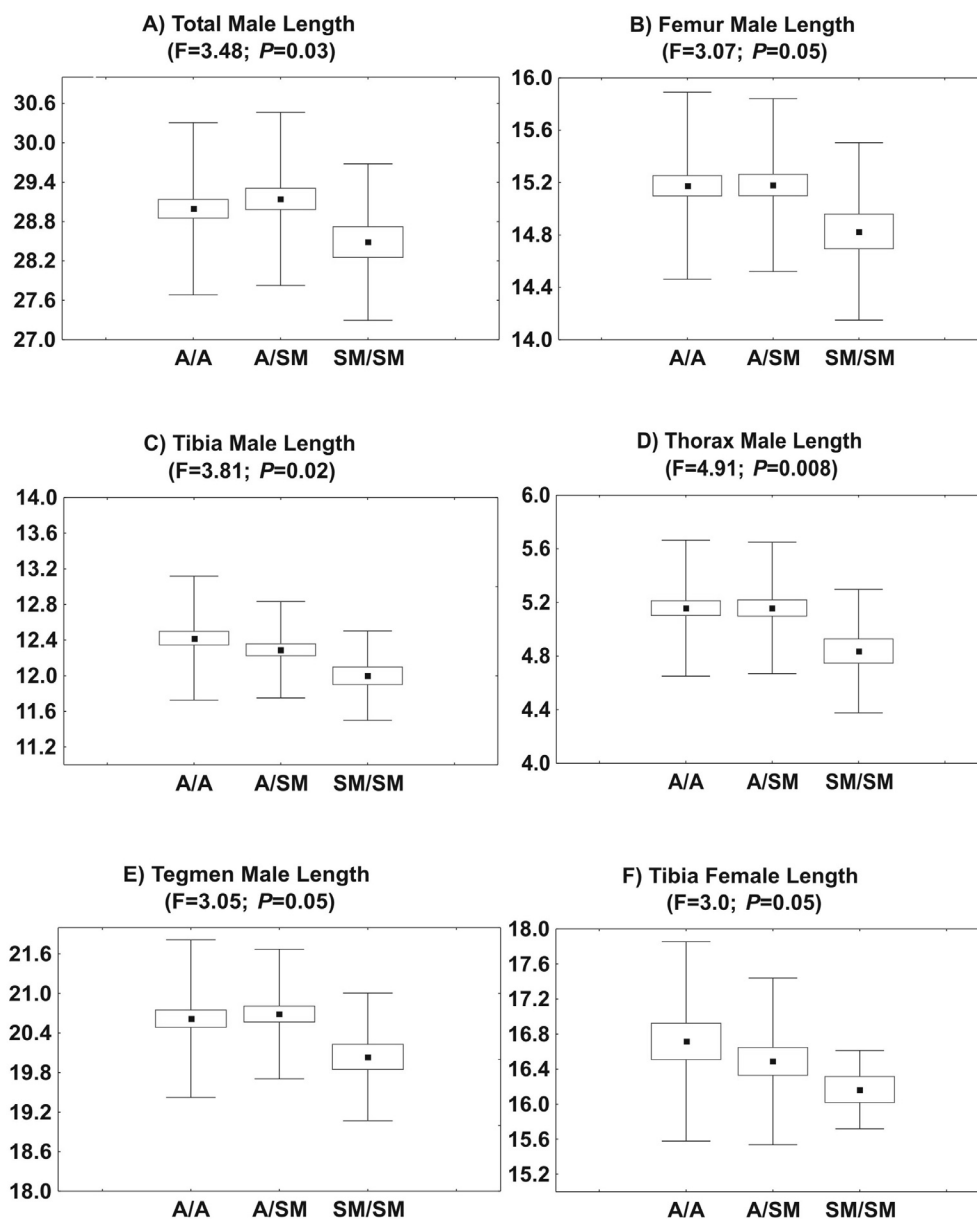 A) Total Male Length
(F=3.48; P=0.03)
30.6
30.0
29.4
28.8
28.2
27.6
27.0
A/A A/SM SM/SM
B) Femur Male Length
(F=3.07; P=0.05)
16.0
15.6
15.2
14.8
14.4
14.0
A/A A/SM SM/SM
C) Tibia Male Length
(F=3.81; P=0.02)
14.0
13.6
13.2
12.8
12.4
12.0
11.6
11.2
A/A A/SM SM/SM
D) Thorax Male Length
(F=4.91; P=0.008)
6.0
5.6
5.2
4.8
4.4
4.0
A/A A/SM SM/SM
E) Tegmen Male Length
(F=3.05; P=0.05)
21.6
21.0
20.4
19.8
19.2
18.6
18.0
A/A A/SM SM/SM
F) Tibia Female Length
(F=3.0; P=0.05)
18.0
17.6
17.2
16.8
16.4
16.0
15.6
15.2
A/A A/SM SM/SM